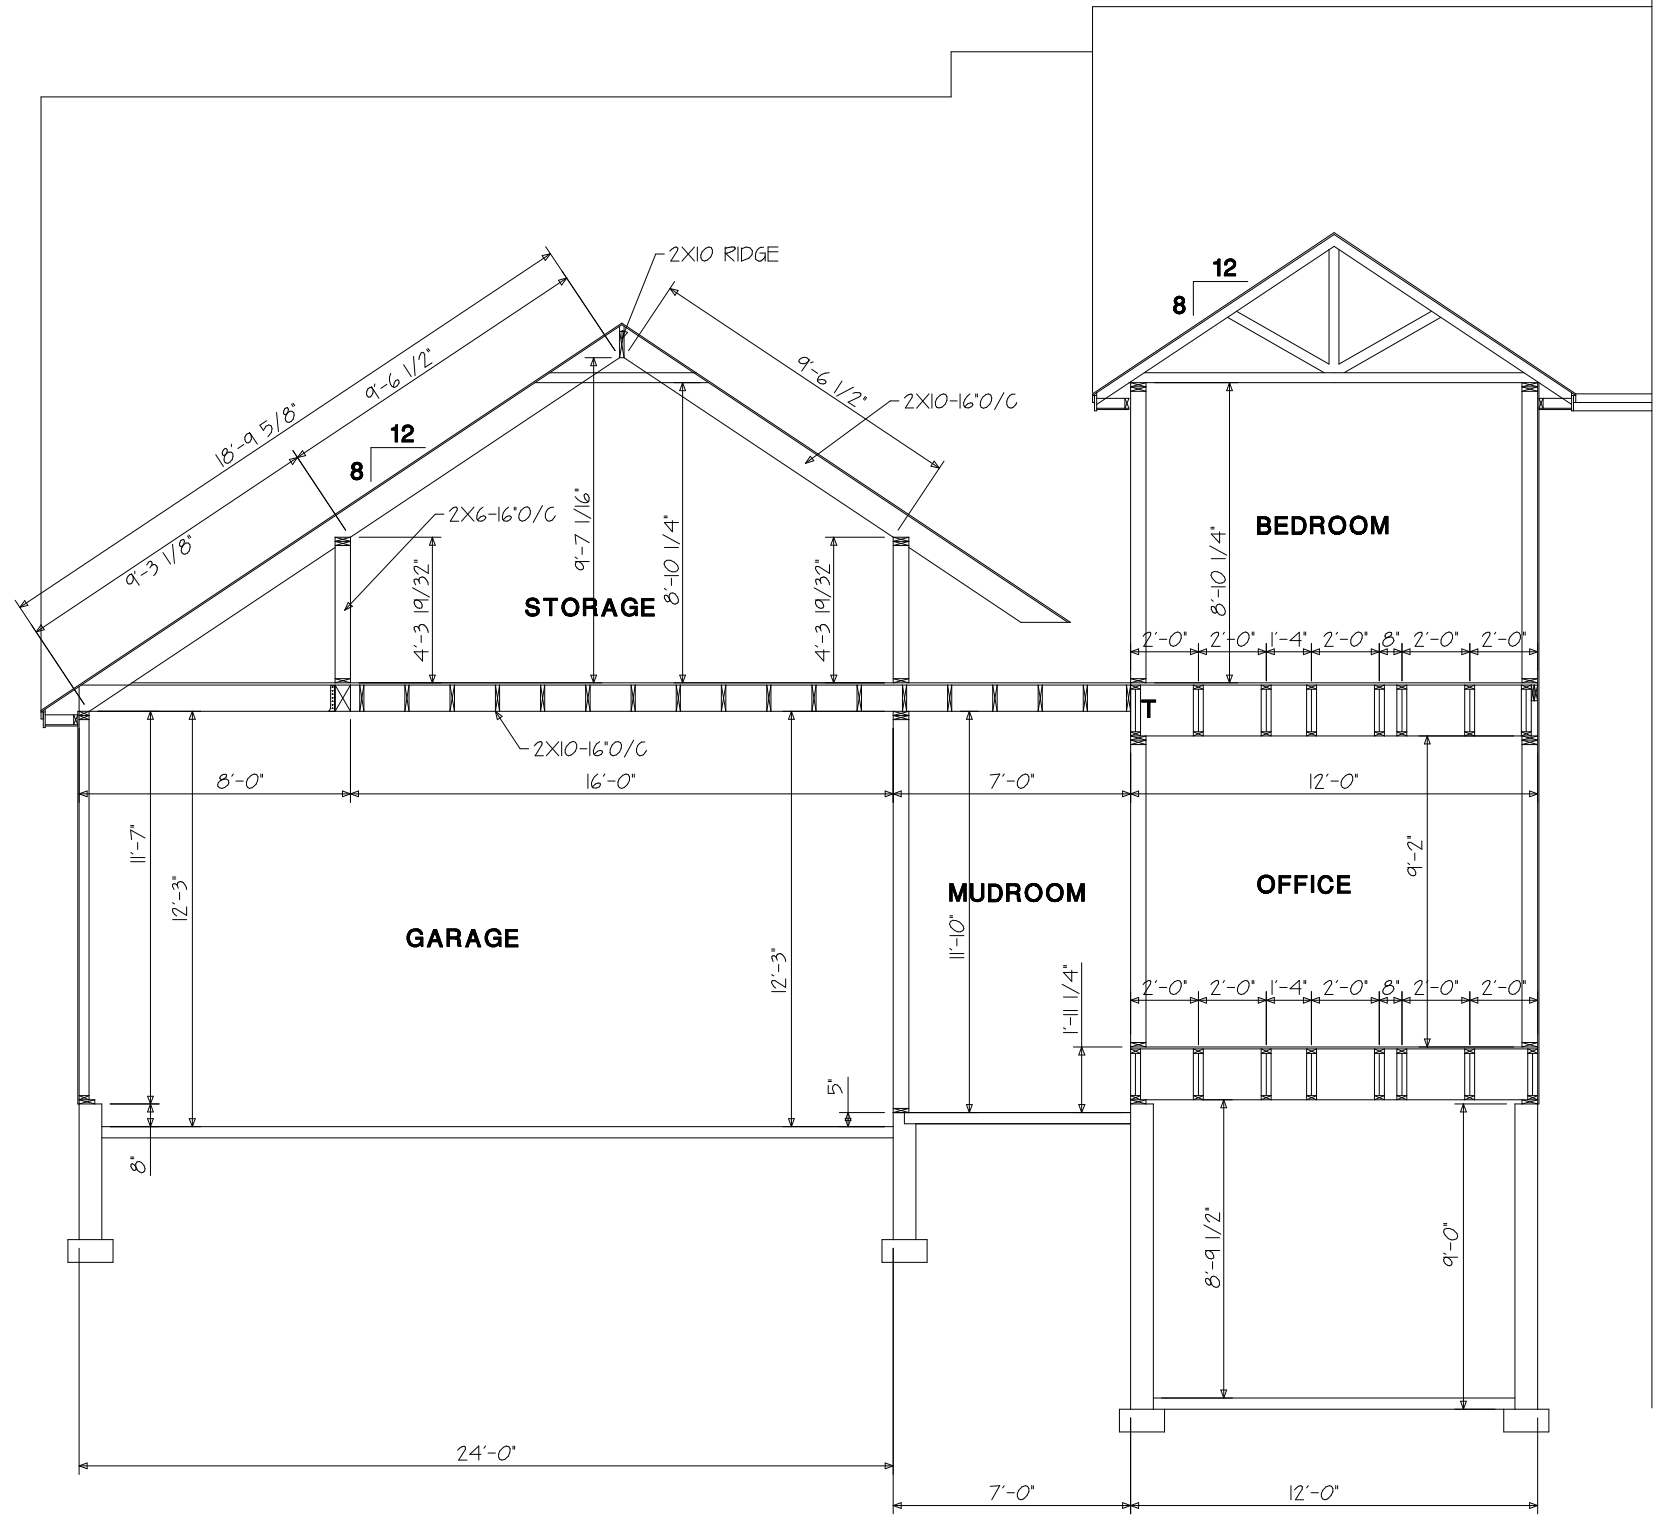 2X10 RIDGE
12
8
9'-6 1/2"
18'-9 5/8"
9'-6 1/2"
2X10-16"O/C
12
8
9'-3 1/8"
2X6-16"O/C
9'-7 1/16"
8'-10 1/4"
BEDROOM
8'-10 1/4"
4'-3 19/32"
STORAGE
4'-3 19/32"
2'-0" 2'-0" 1'-4" 2'-0" 8" 2'-0" 2'-0"
T
2X10-16"O/C
8'-0" 16'-0" 7'-0" 12'-0"
11'-7"
12'-3"
9'-2"
MUDROOM
OFFICE
GARAGE
11'-10"
12'-3"
1'-11 1/4"
2'-0" 2'-0" 1'-4" 2'-0" 8" 2'-0" 2'-0"
5"
8"
8'-9 1/2"
9'-0"
24'-0"
7'-0" 12'-0"